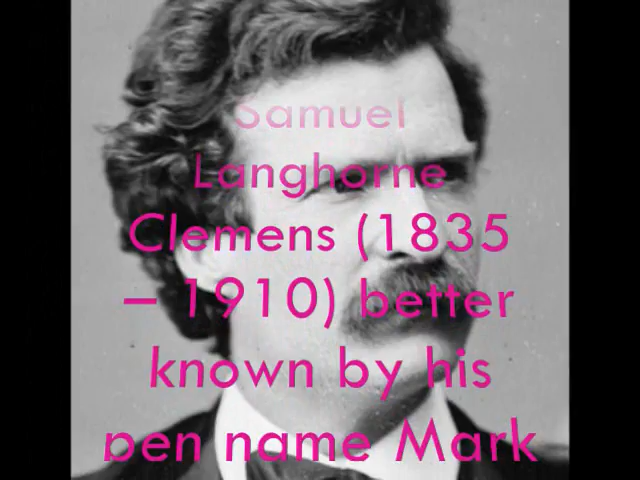 Samuel
Langhorne
Clemens (1835
– 1910) better
known by his
pen name Mark